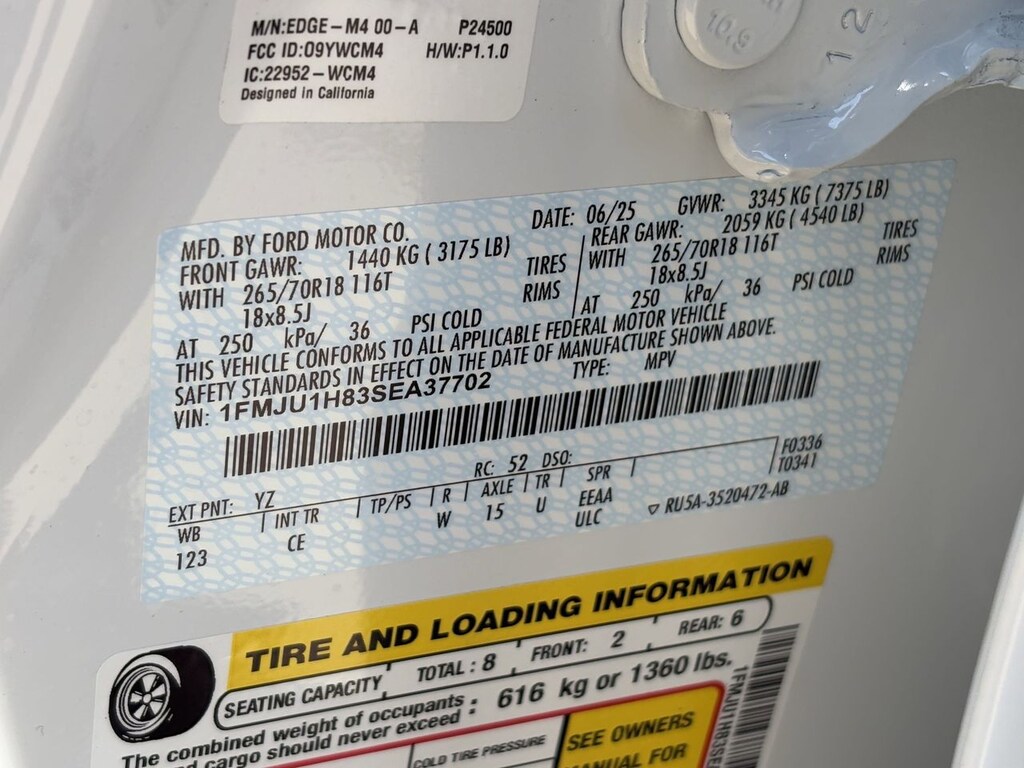 M/N:EDGE-M4 00-A P24500
FCC ID:O9YWCM4 H/W:P1.1.0
IC:22952-WCM4
Designed in California
10.9
12
MFD. BY FORD MOTOR CO. DATE: 06/25 GVWR: 3345 KG ( 7375 LB)
FRONT GAWR: 1440 KG ( 3175 LB) REAR GAWR: 2059 KG ( 4540 LB)
WITH 265/70R18 116T TIRES WITH 265/70R18 116T TIRES
18x8.5J RIMS 18x8.5J RIMS
AT 250 kPa/ 36 PSI COLD AT 250 kPa/ 36 PSI COLD
THIS VEHICLE CONFORMS TO ALL APPLICABLE FEDERAL MOTOR VEHICLE
SAFETY STANDARDS IN EFFECT ON THE DATE OF MANUFACTURE SHOWN ABOVE.
VIN: 1FMJU1H83SEA37702 TYPE: MPV
RC: 52 DSO: F0336
EXT PNT: YZ T0341
WB INT TR TP/PS R AXLE TR SPR
123 CE W 15 U EEAA
ULC ▽ RU5A-3520472-AB
TIRE AND LOADING INFORMATION
SEATING CAPACITY TOTAL : 8 FRONT: 2 REAR: 6
The combined weight of occupants
cargo should never exceed : 616 kg or 1360 lbs.
COLD TIRE PRESSURE SEE OWNERS
MANUAL FOR